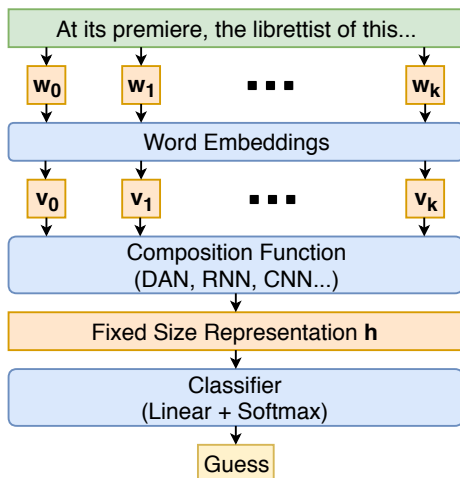 At its premiere, the librettist of this...
w0 w1 ... wk
Word Embeddings
v0 v1 ... vk
Composition Function
(DAN, RNN, CNN...)
Fixed Size Representation h
Classifier
(Linear + Softmax)
Guess